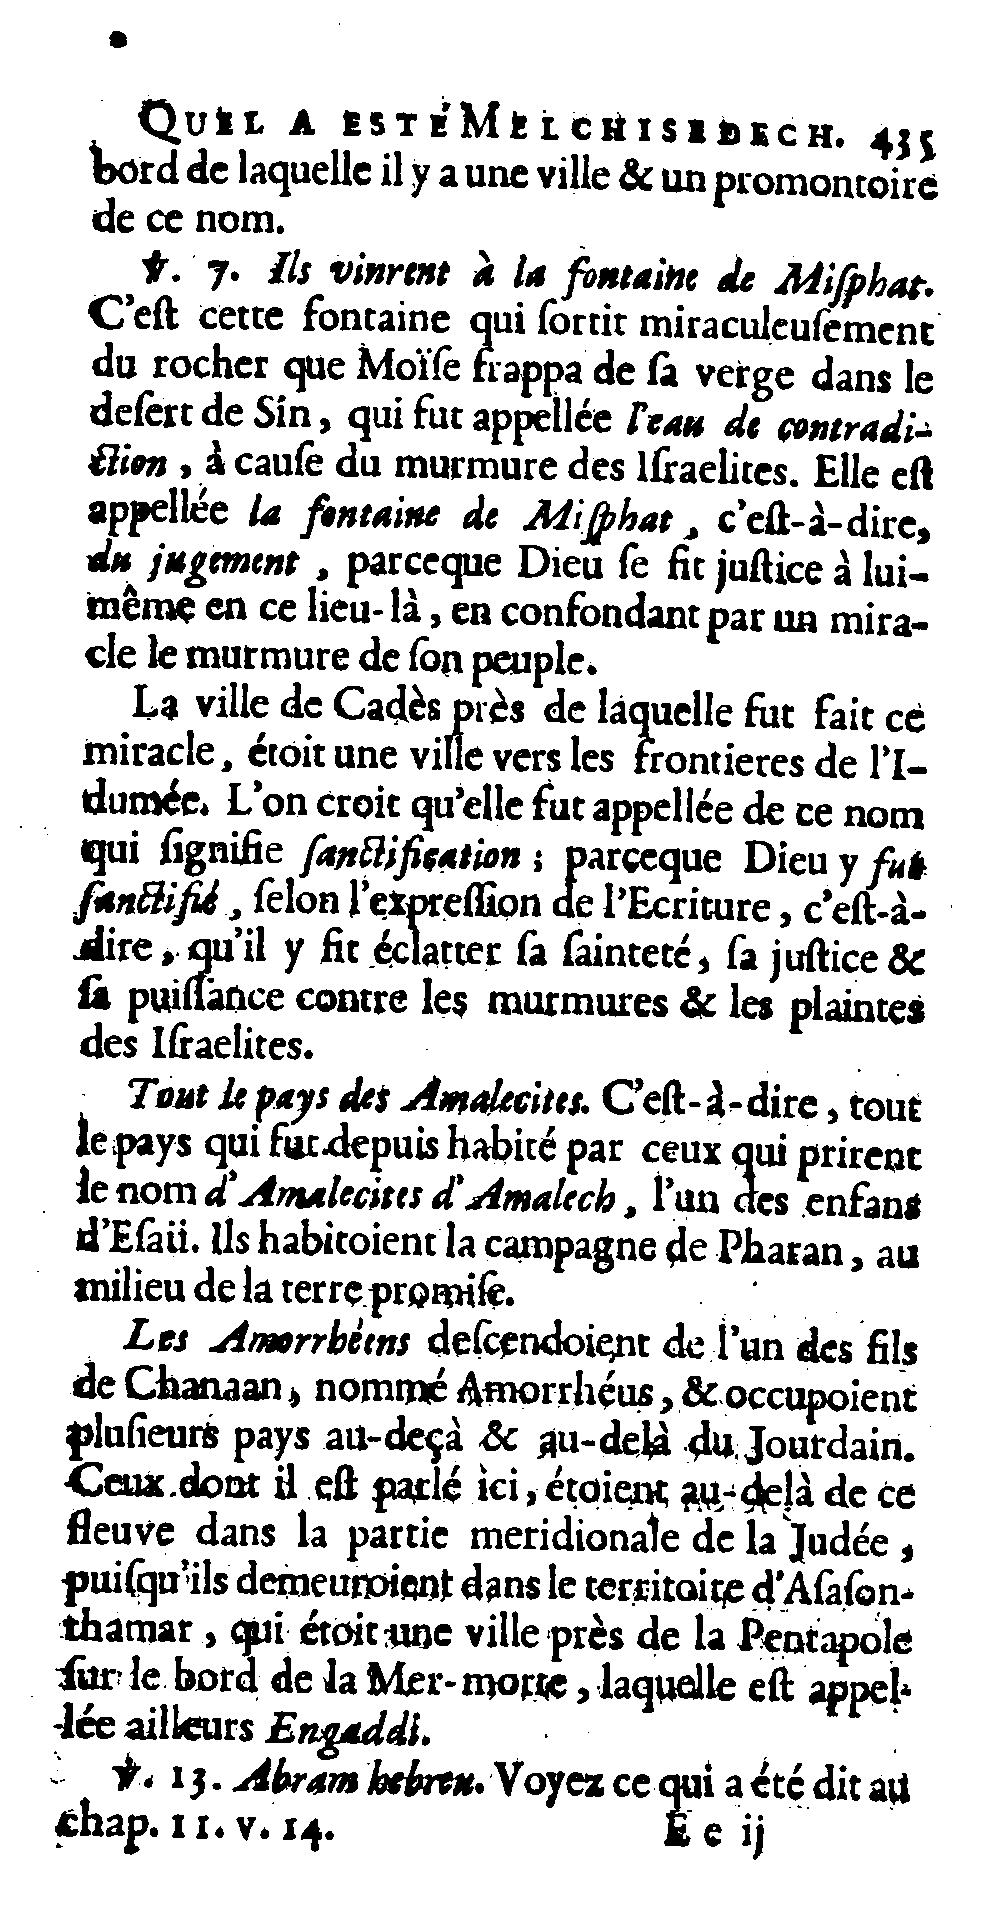 QUEL A ESTÉ MELCHISEDECH. 435
bord de laquelle il y a une ville & un promontoire
de ce nom.
℣. 7. Ils vinrent à la fontaine de Miſphat.
C'eſt cette fontaine qui ſortit miraculeuſement
du rocher que Moïſe frappa de ſa verge dans le
deſert de Sin, qui fut appellée l'eau de contradi-
ction, à cauſe du murmure des Iſraelites. Elle eſt
appellée la fontaine de Miſphat, c'eſt-à-dire,
du jugement, parceque Dieu ſe fit juſtice à lui-
même en ce lieu-là, en confondant par un mira-
cle le murmure de ſon peuple.
La ville de Cadès près de laquelle fut fait ce
miracle, étoit une ville vers les frontieres de l'I-
dumée. L'on croit qu'elle fut appellée de ce nom
qui ſignifie ſanctification; parceque Dieu y fut
ſanctifié, ſelon l'expreſſion de l'Ecriture, c'eſt-à-
dire, qu'il y fit éclatter ſa ſainteté, ſa juſtice &
ſa puiſſance contre les murmures & les plaintes
des Iſraelites.
Tout le pays des Amalecites. C'eſt-à-dire, tout
le pays qui fut depuis habité par ceux qui prirent
le nom d'Amalecites d'Amalech, l'un des enfans
d'Eſaü. Ils habitoient la campagne de Pharan, au
milieu de la terre promiſe.
Les Amorrhéens deſcendoient de l'un des fils
de Chanaan, nommé Amorrhéus, & occupoient
pluſieurs pays au-deçà & au-delà du Jourdain.
Ceux dont il eſt parlé ici, étoient au-delà de ce
fleuve dans la partie meridionale de la Judée,
puiſqu'ils demeuroient dans le territoire d'Aſaſon-
thamar, qui étoit une ville près de la Pentapole
ſur le bord de la Mer-morte, laquelle eſt appel-
lée ailleurs Engaddi.
℣. 13. Abram hebreu. Voyez ce qui a été dit au
chap. 11. v. 14. E e ij